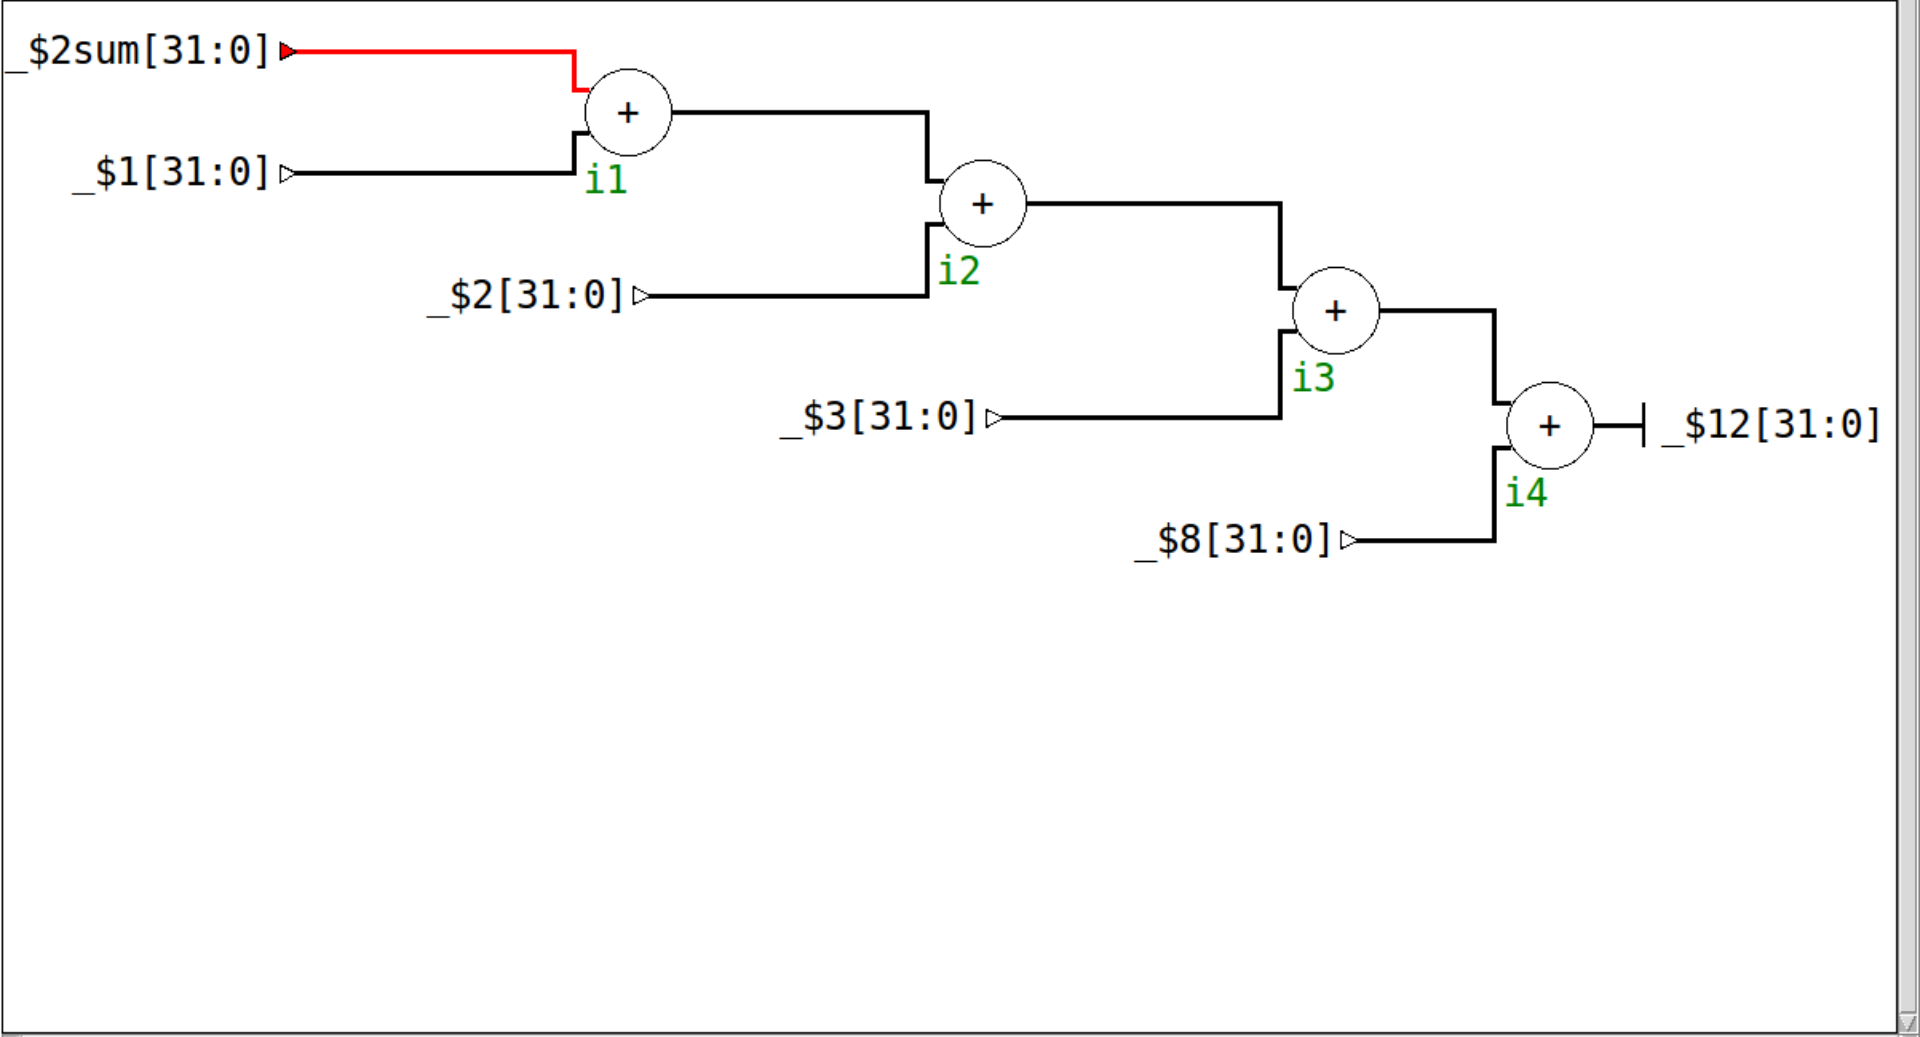 _$2sum[31:0]
+
_$1[31:0]
i1
+
i2
_$2[31:0]
+
i3
_$3[31:0]
+
_$12[31:0]
i4
_$8[31:0]